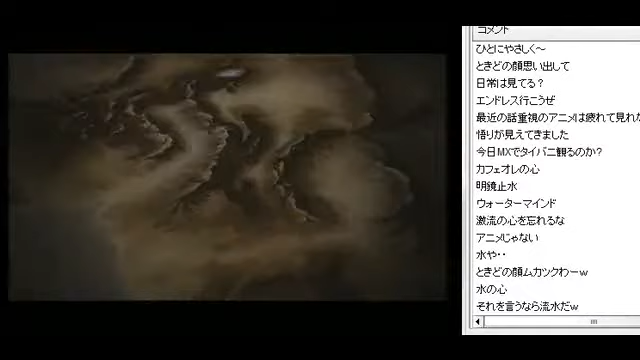 コメント
ひとにやさしく～
ときどの顔思い出して
日常は見てる？
エンドレス行こうぜ
最近の話重視のアニメは疲れて見れ
悟りが見えてきました
今日MXでタイバニ観るのか?
カフェオレの心
明鏡止水
ウォーターマインド
激流の心を忘れるな
アニメじゃない
水や･･
ときどの顔ムカックわーｗ
水の心
それを言うなら流水だｗ